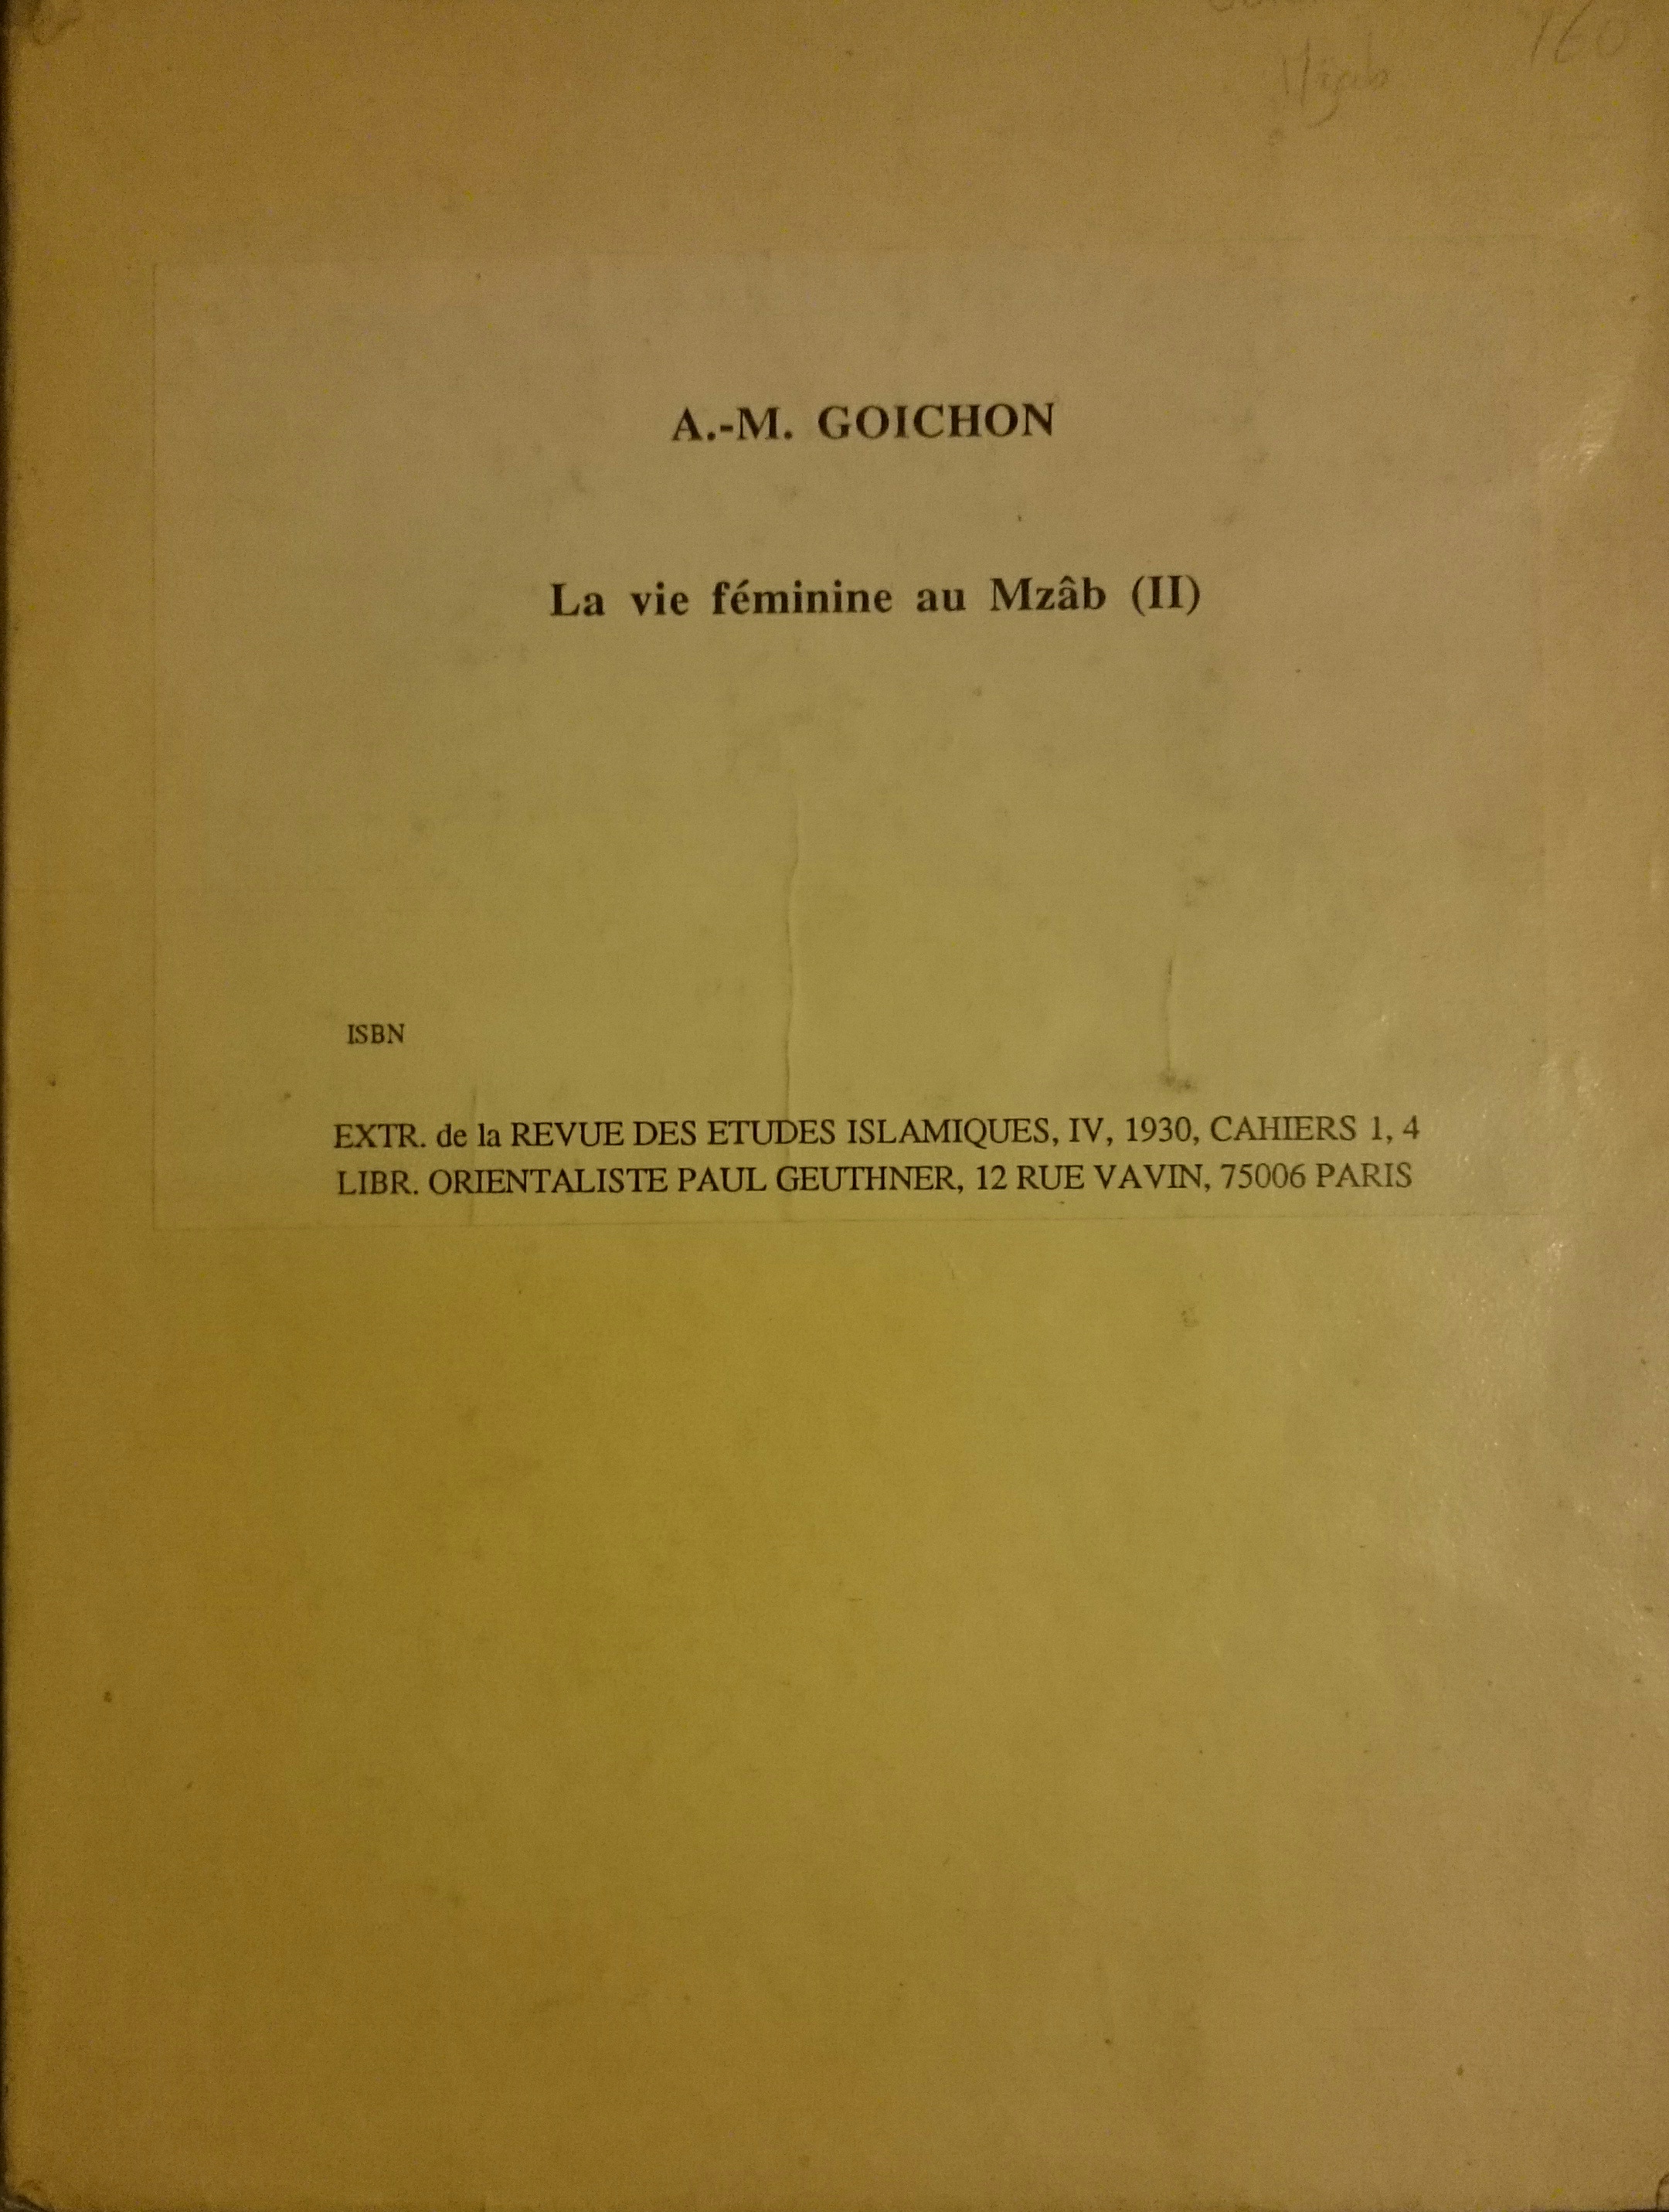 160
A.-M. GOICHON
La vie féminine au Mzâb (II)
ISBN
EXTR. de la REVUE DES ETUDES ISLAMIQUES, IV, 1930, CAHIERS 1, 4
LIBR. ORIENTALISTE PAUL GEUTHNER, 12 RUE VAVIN, 75006 PARIS